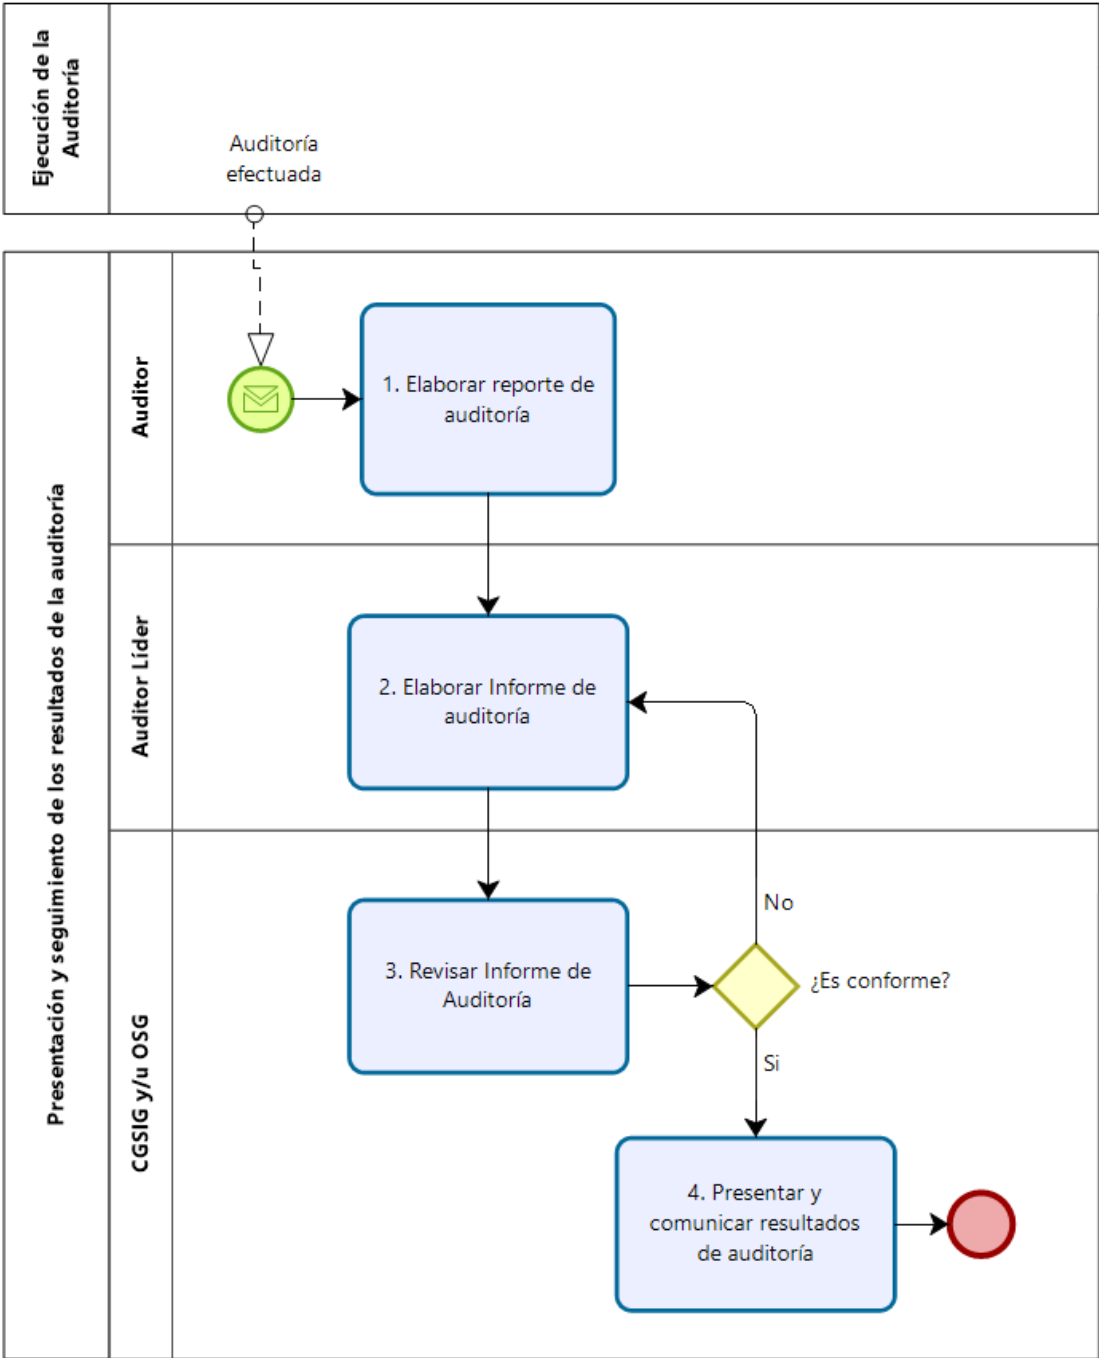 Ejecución de la
Auditoría
Auditoría
efectuada
Presentación y seguimiento de los resultados de la auditoría
Auditor
1. Elaborar reporte de
auditoría
Auditor Líder
2. Elaborar Informe de
auditoría
CGSIG y/u OSG
3. Revisar Informe de
Auditoría
No
¿Es conforme?
Si
4. Presentar y
comunicar resultados
de auditoría